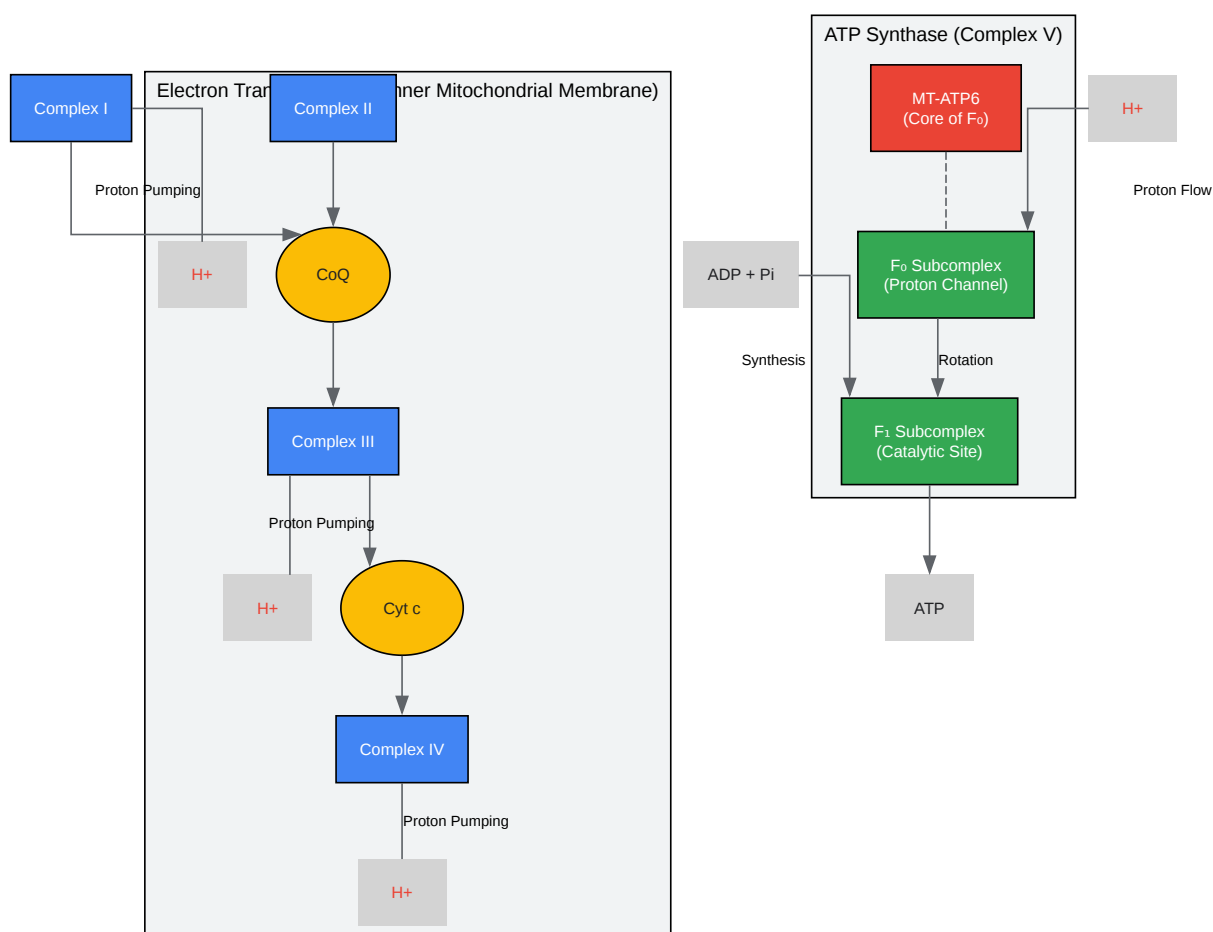 ATP Synthase (Complex V)
Electron Tran
nner Mitochondrial Membrane)
Complex I
Complex II
MT-ATP6
(Core of F₀)
H+
Proton Pumping
Proton Flow
H+
CoQ
ADP + Pi
F₀ Subcomplex
(Proton Channel)
Synthesis
Rotation
Complex III
F₁ Subcomplex
(Catalytic Site)
Proton Pumping
H+
Cyt c
ATP
Complex IV
Proton Pumping
H+